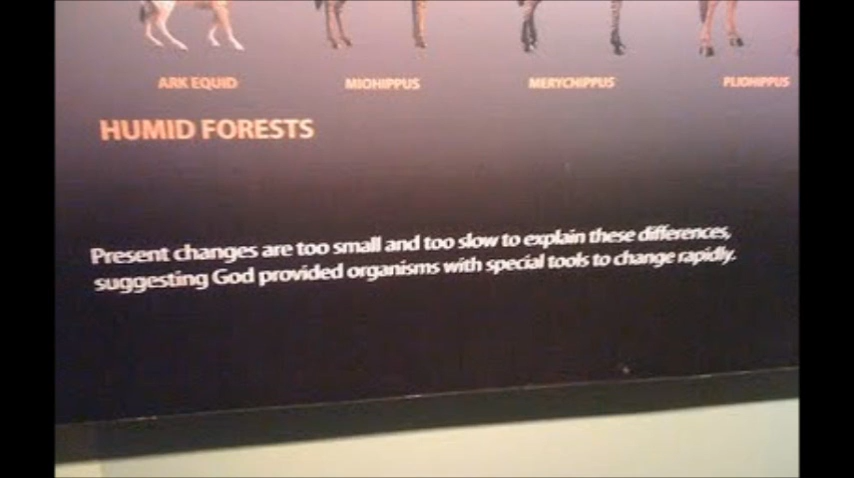 ARK EQUID
MIOHIPPUS
MERYCHIPPUS
PLIOHIPPUS
HUMID FORESTS
Present changes are too small and too slow to explain these differences,
suggesting God provided organisms with special tools to change rapidly.